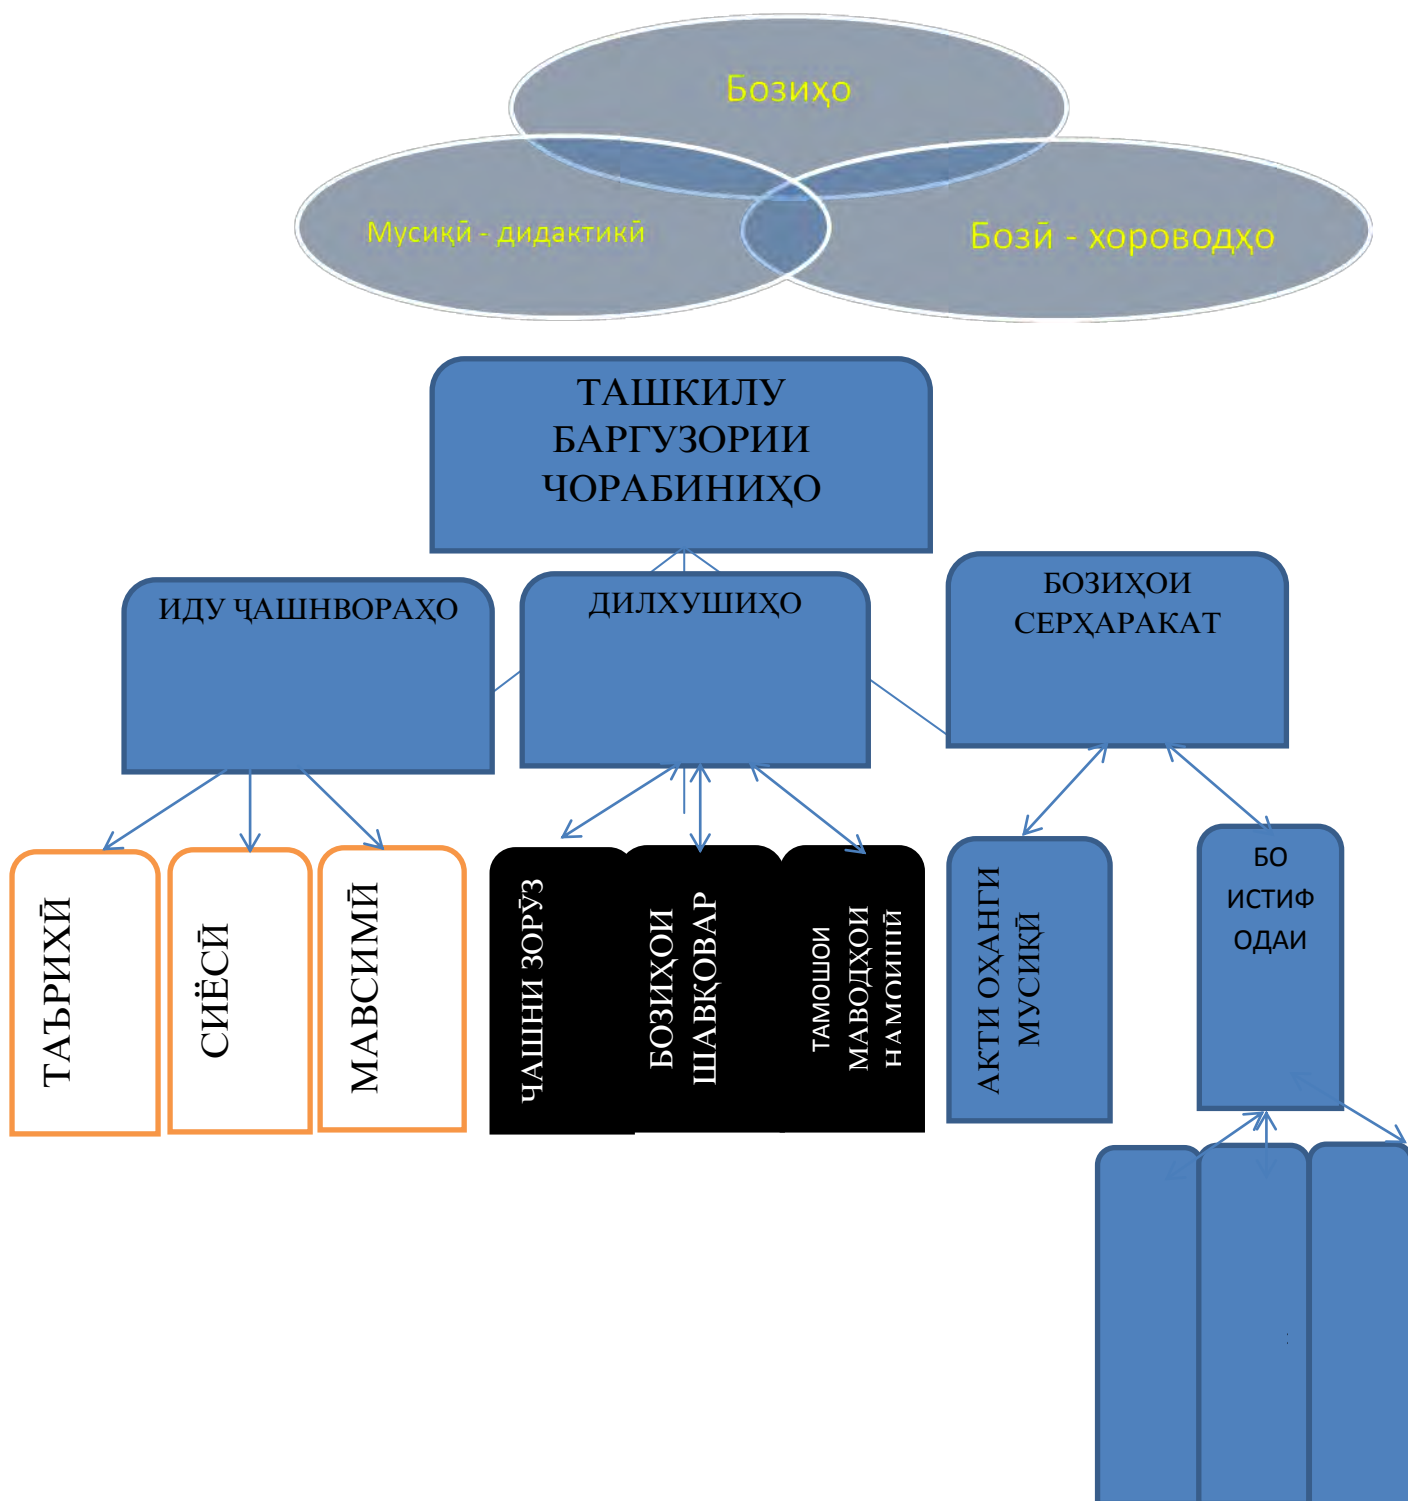 Бозиҳо
Мусиқӣ - дидактикӣ
Бозӣ - хороводҳо
ТАШКИЛУ
БАРГУЗОРИИ
ЧОРАБИНИҲО
ИДУ ҶАШНВОРАҲО
ДИЛХУШИҲО
БОЗИҲОИ
СЕРҲАРАКАТ
ТАЪРИХӢ
СИЁСӢ
МАВСИМӢ
ЧАШНИ ЗОРӮЗ
БОЗИҲОИ
ШАВҚОВАР
ТАМОШОИ
МАВОДҲОИ
НАМОИШӢ
АКТИ ОҲАНГИ
МУСИҚӢ
БО
ИСТИФ
ОДАИ